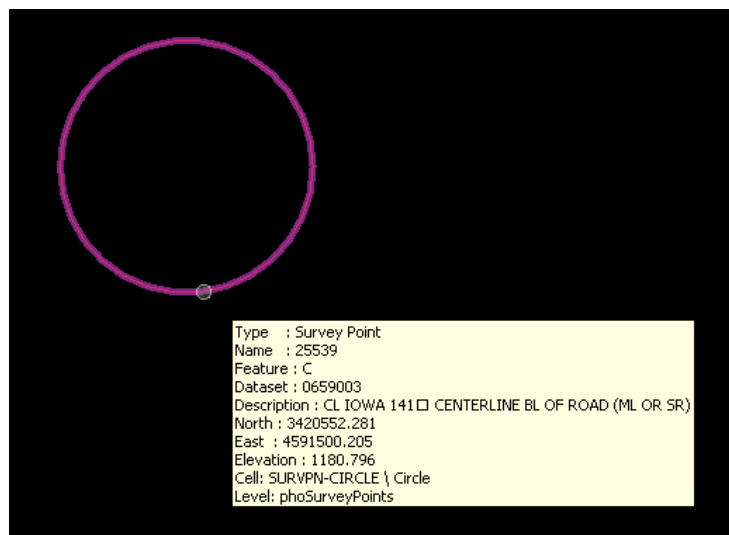 Type : Survey Point
Name : 25539
Feature : C
Dataset : 0659003
Description : CL IOWA 141□ CENTERLINE BL OF ROAD (ML OR SR)
North : 3420552.281
East : 4591500.205
Elevation : 1180.796
Cell: SURVPN-CIRCLE \ Circle
Level: phoSurveyPoints